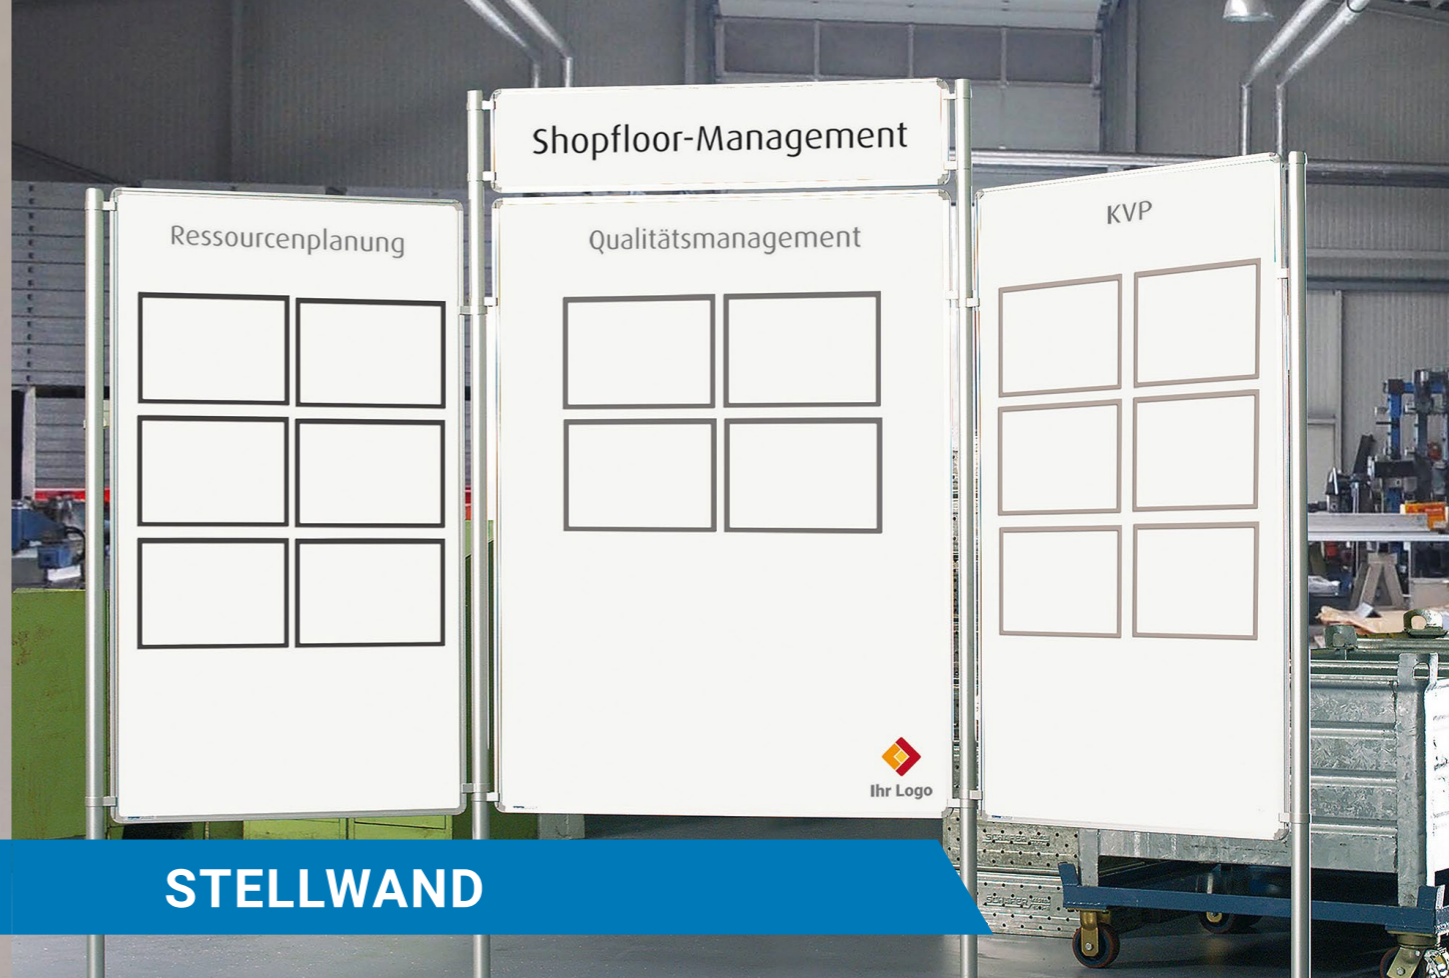 Shopfloor-Management
Ressourcenplanung
Qualitätsmanagement
KVP
Ihr Logo
STELLWAND